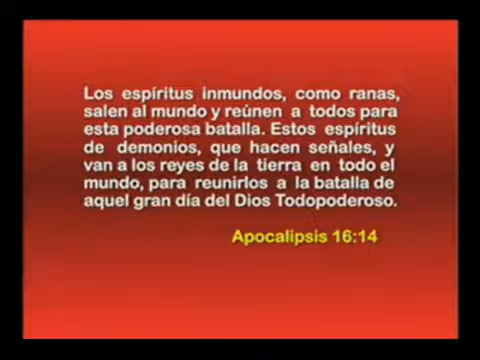 Los espíritus inmundos, como ranas,
salen al mundo y reúnen a todos para
esta poderosa batalla. Estos espíritus
de demonios, que hacen señales, y
van a los reyes de la tierra en todo el
mundo, para reunirlos a la batalla de
aquel gran día del Dios Todopoderoso.
Apocalipsis 16:14